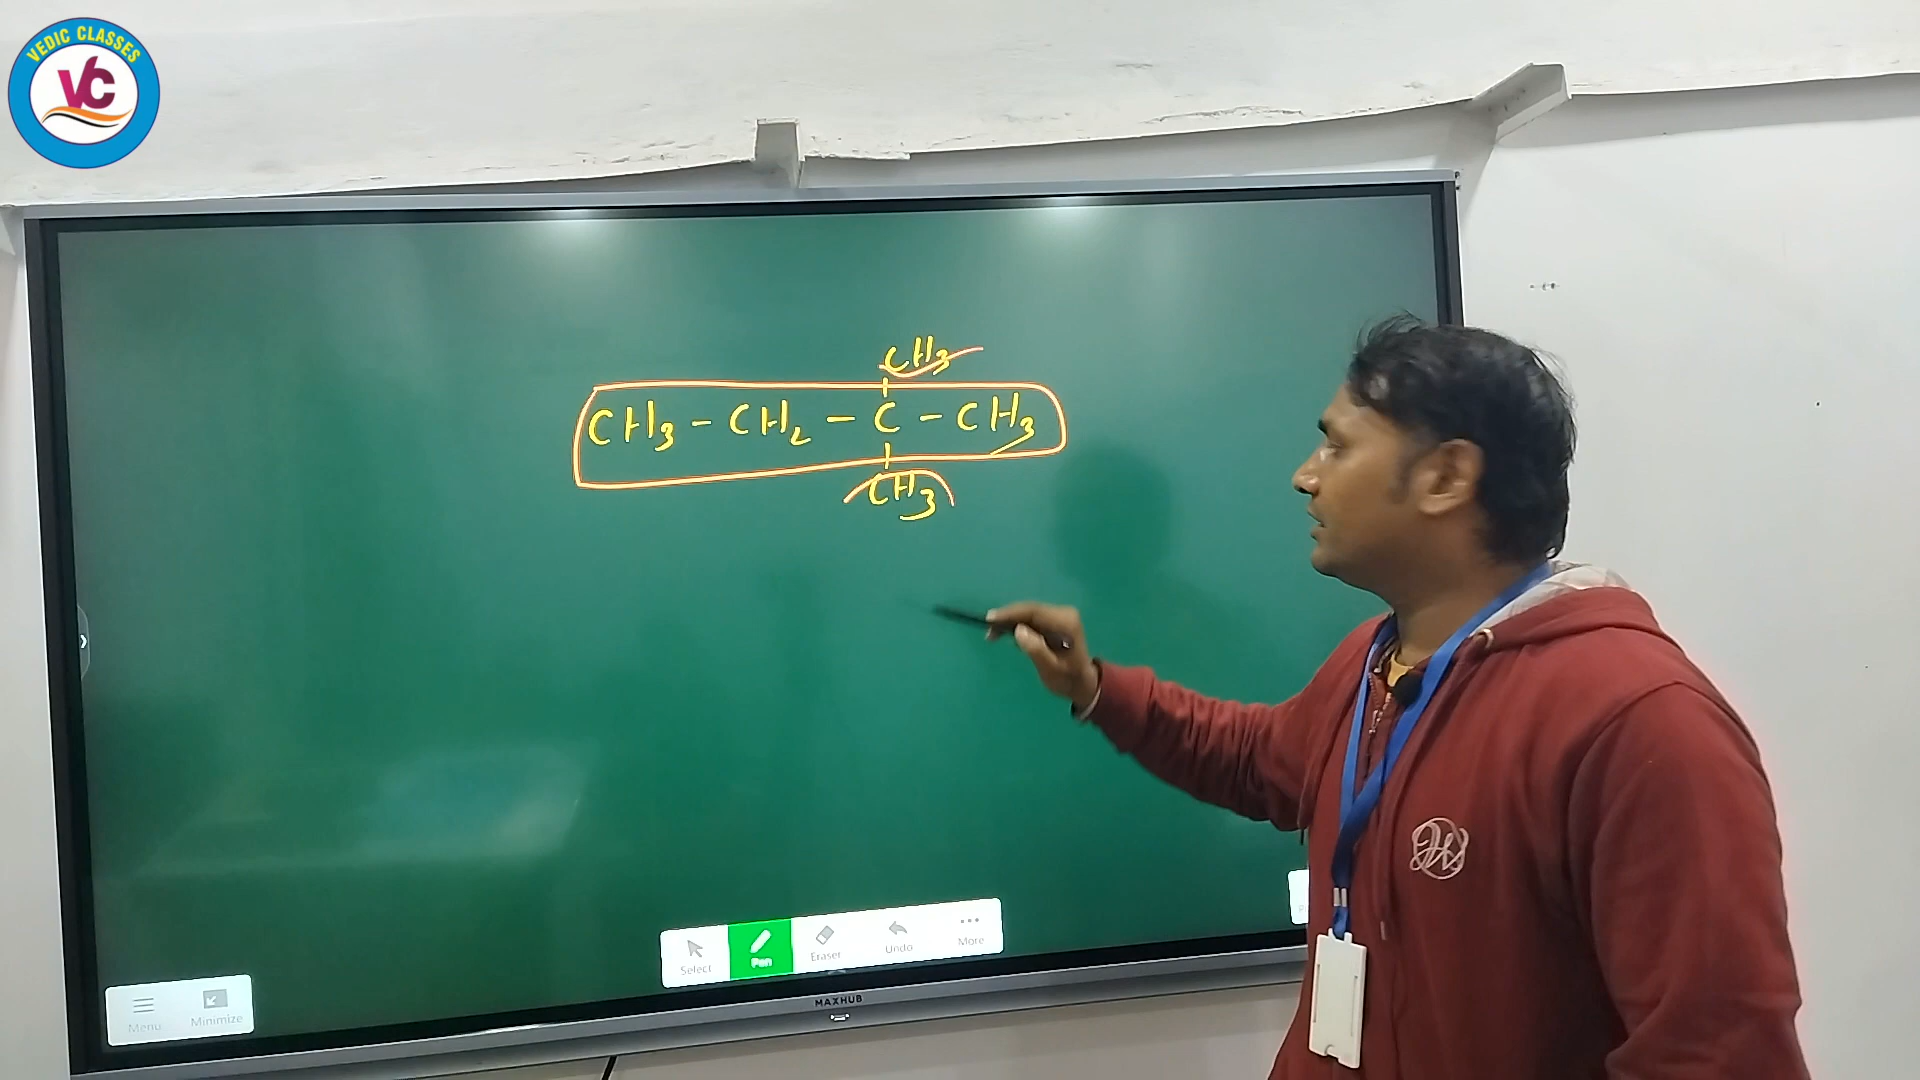 VEDIC CLASSES
VC
CH3
CH3 - CH2 - C - CH3
CH3
Select
Pen
Eraser
Undo
More
Menu
Minimize
MAXHUB